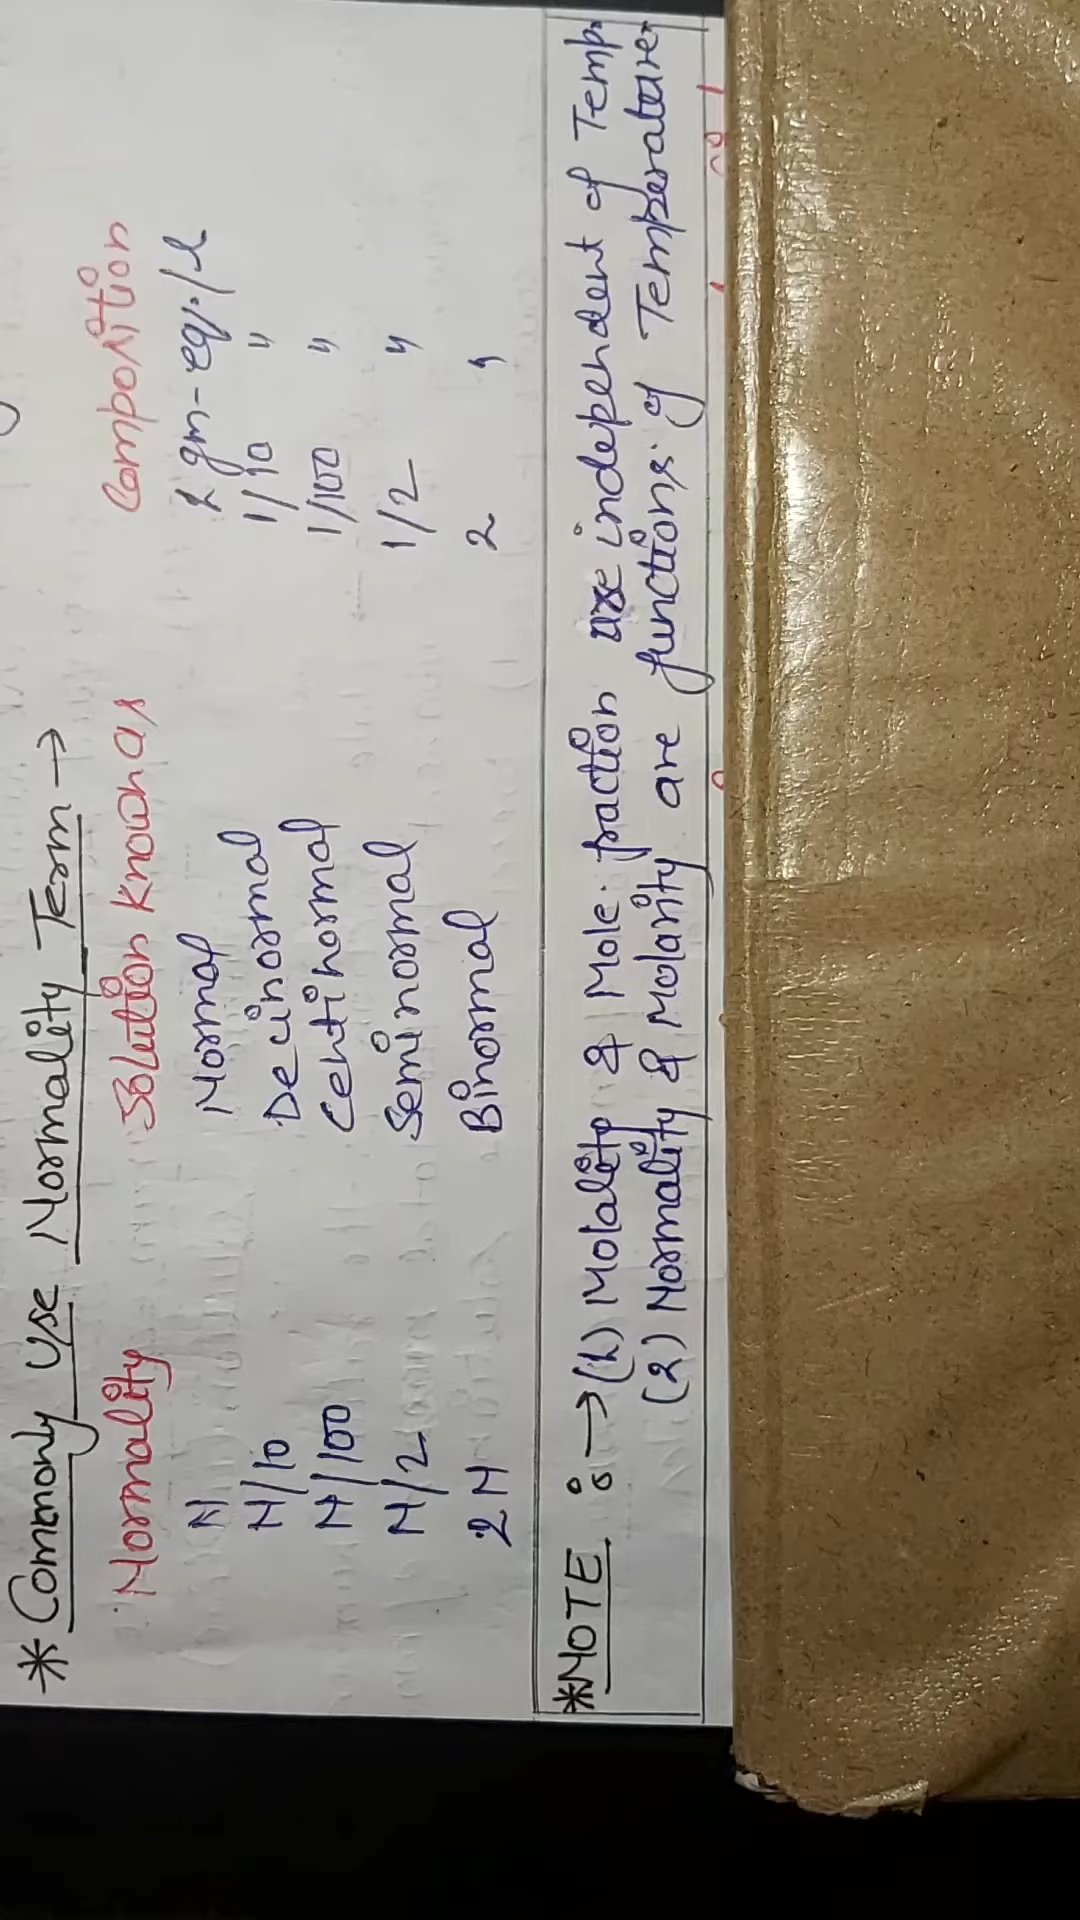 * Commonly Use Normality Term →
Normality Solution Known as Composition
N Normal 1 gm-eq./l
N/10 Decinormal 1/10 "
N/100 Centinormal 1/100 "
N/2 Seminormal 1/2 "
2N Binormal 2 "
*NOTE :→ (1) Molality & Mole. fraction are independent of Temp.
(2) Normality & Molarity are functions of Temperature.